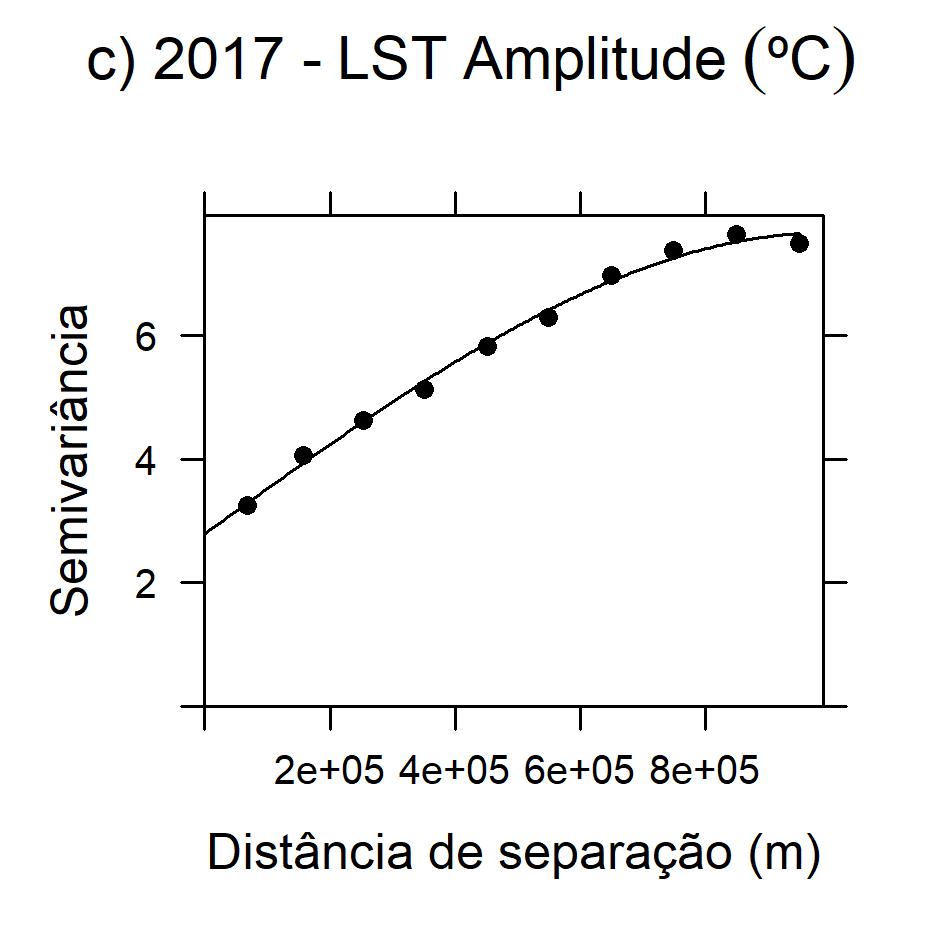 c) 2017 - LST Amplitude (ºC)
Semivariância
6
4
2
2e+05 4e+05 6e+05 8e+05
Distância de separação (m)